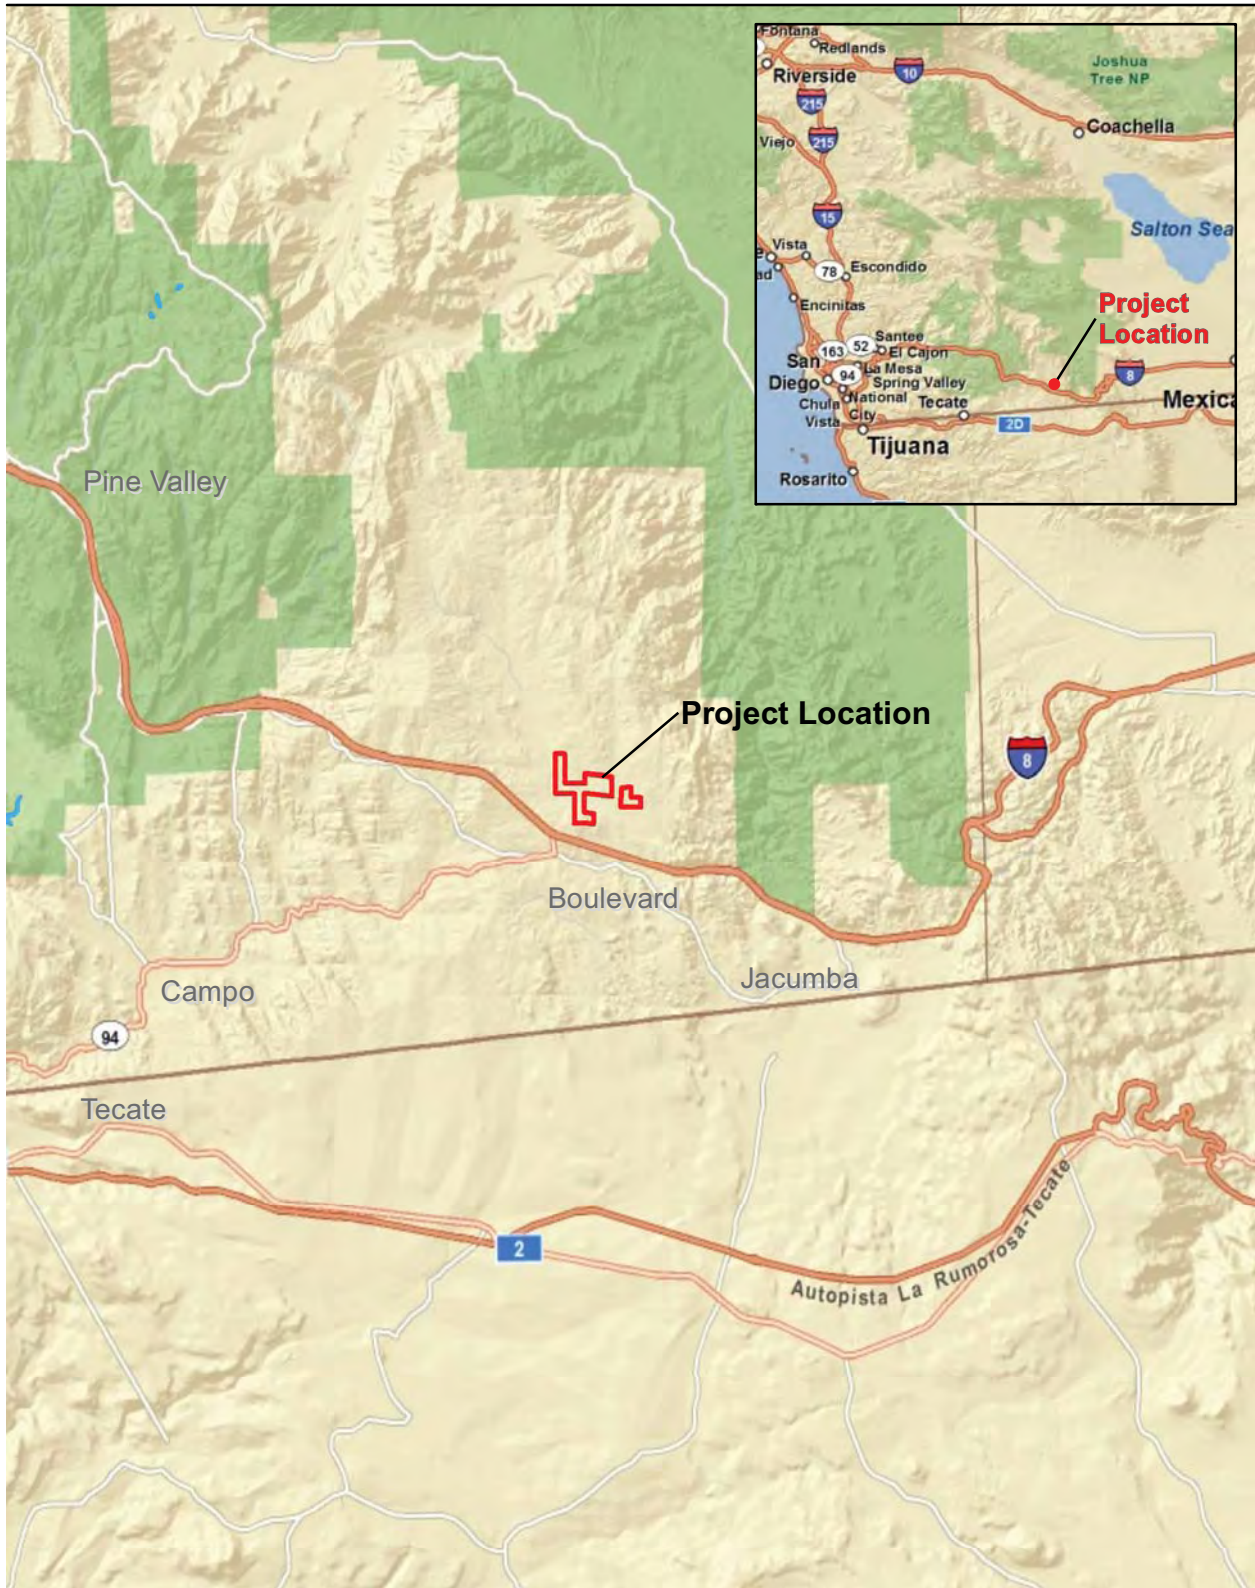 Fontana
Redlands
Riverside
10
Joshua
Tree NP
215
Coachella
Viejo
215
15
Salton Sea
Vista
78
Escondido
ad
Encinitas
Project
Location
Santee
163
52
El Cajon
San
Diego
94
La Mesa
Spring Valley
8
Chula
Vista
National
City
Tecate
Mexica
2D
Tijuana
Rosarito
Pine Valley
Project Location
8
Boulevard
Jacumba
Campo
94
Tecate
2
Autopista La Rumorosa-Tecate